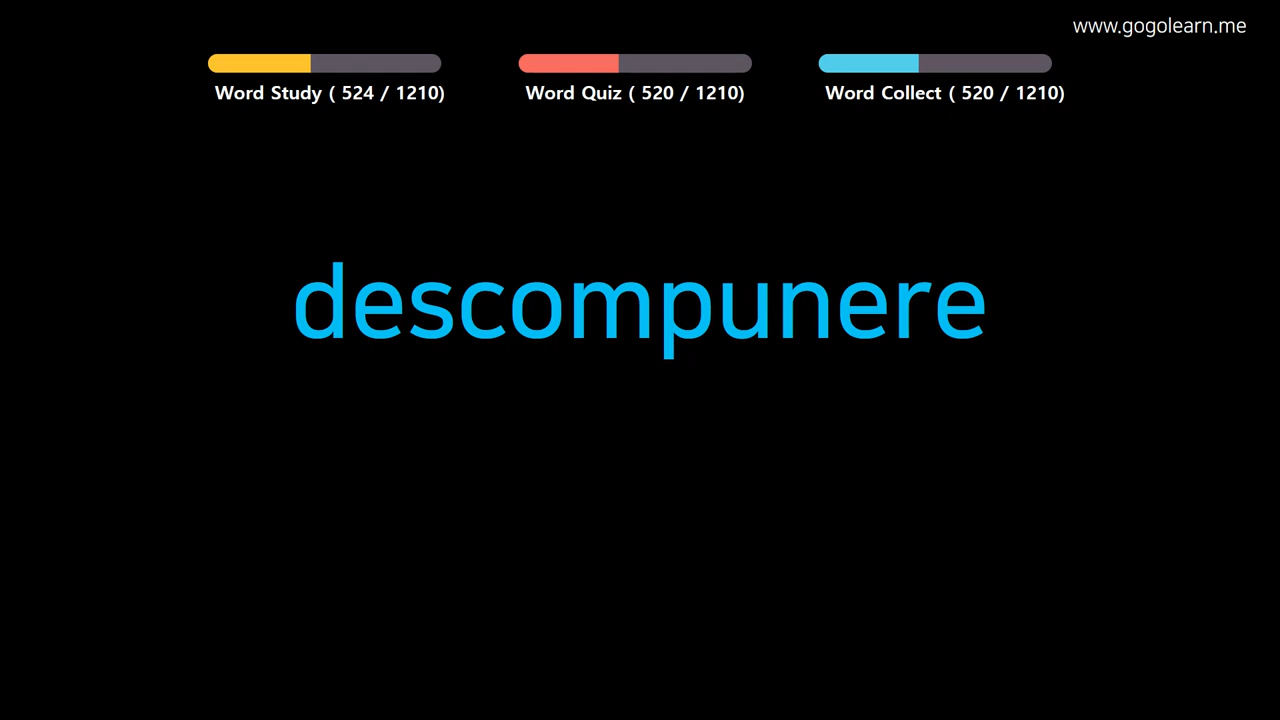 www.gogolearn.me
Word Study ( 524 / 1210)
Word Quiz ( 520 / 1210)
Word Collect ( 520 / 1210)
descompunere